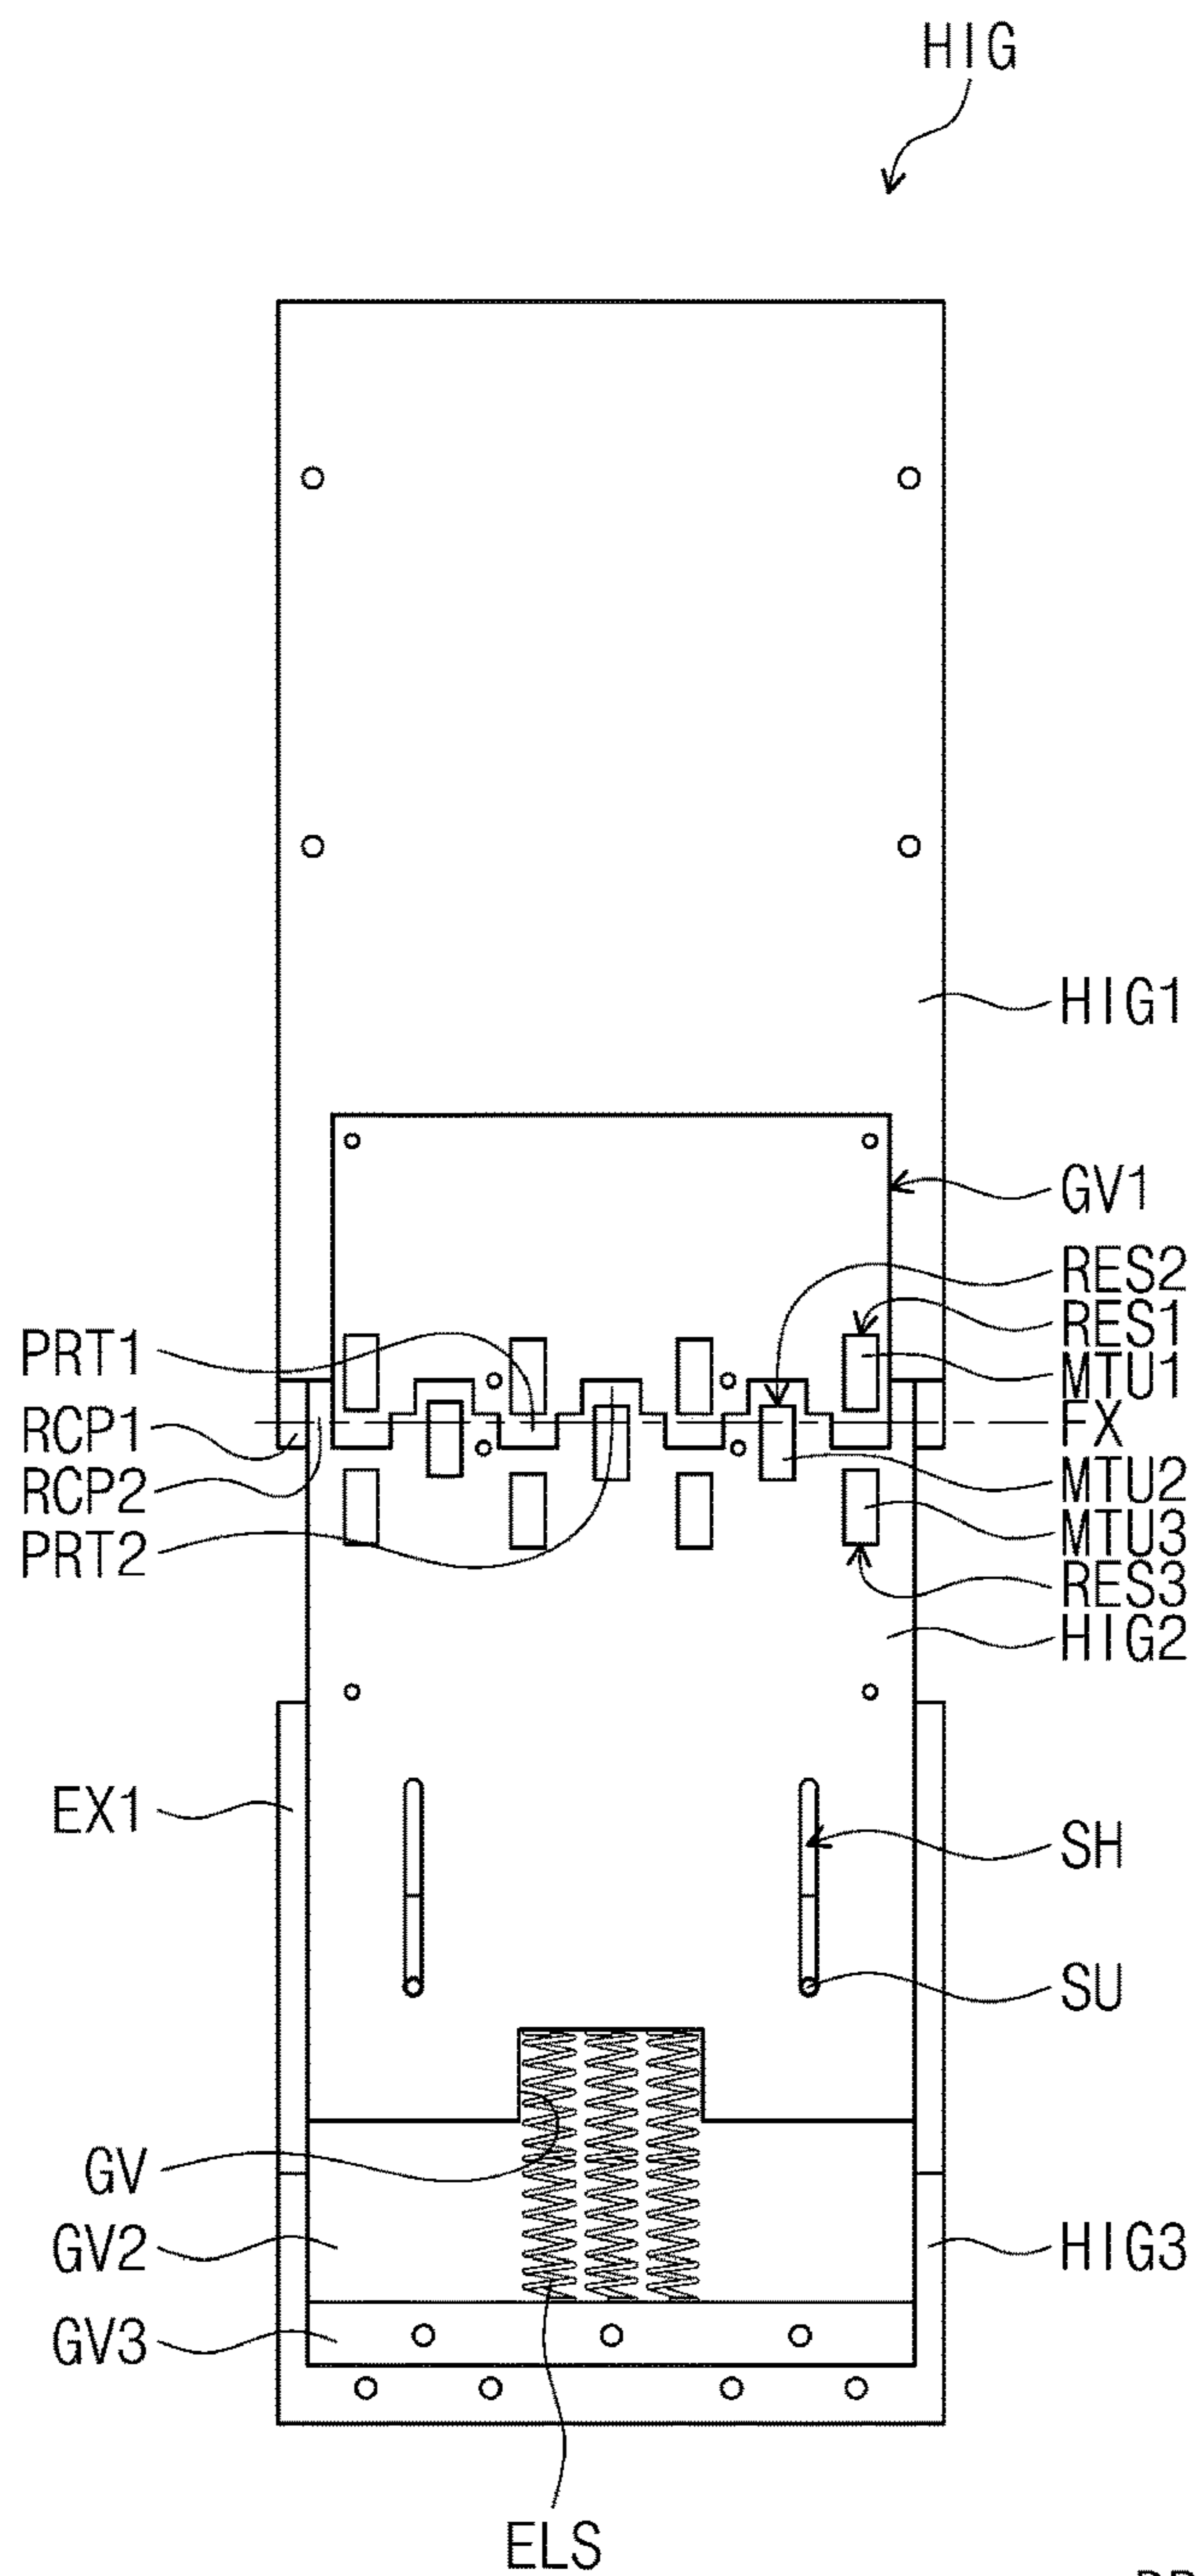 HIG
HIG1
GV1
RES2
RES1
PRT1
MTU1
RCP1
FX
RCP2
MTU2
PRT2
MTU3
RES3
HIG2
EX1
SH
SU
GV
GV2
HIG3
GV3
ELS